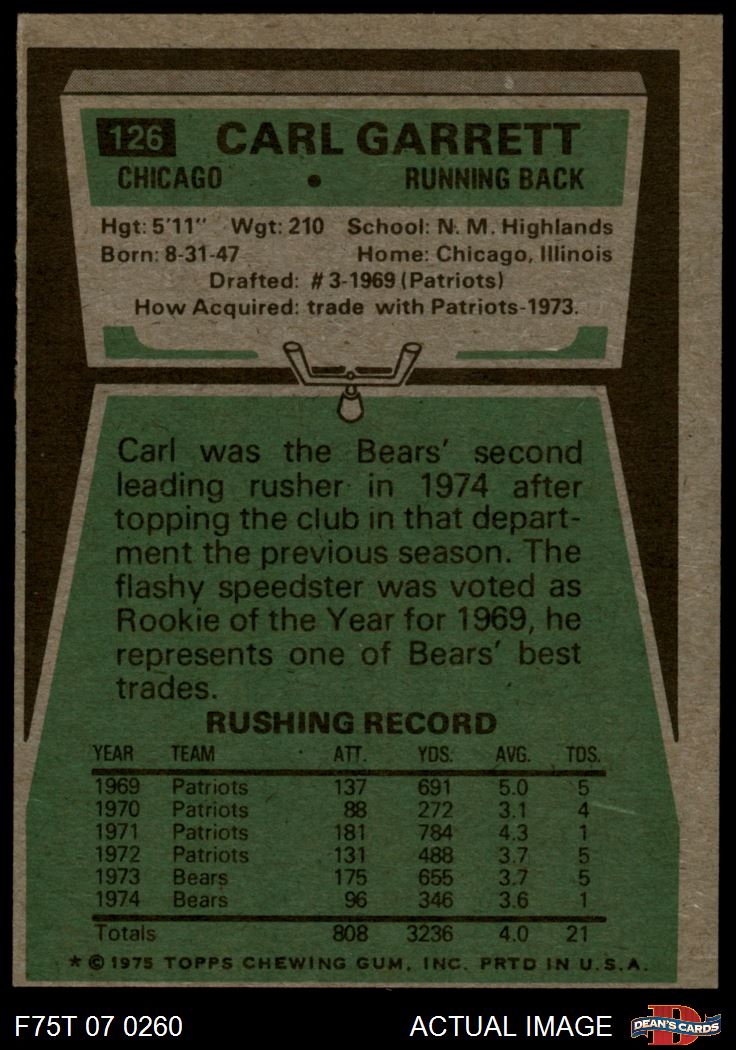 126 CARL GARRETT
CHICAGO • RUNNING BACK
Hgt: 5'11" Wgt: 210 School: N. M. Highlands
Born: 8-31-47 Home: Chicago, Illinois
Drafted: #3-1969 (Patriots)
How Acquired: trade with Patriots-1973.
Carl was the Bears' second
leading rusher in 1974 after
topping the club in that depart-
ment the previous season. The
flashy speedster was voted as
Rookie of the Year for 1969, he
represents one of Bears' best
trades.
RUSHING RECORD
YEAR TEAM ATT. YDS. AVG. TDS.
1969 Patriots 137 691 5.0 5
1970 Patriots 88 272 3.1 4
1971 Patriots 181 784 4.3 1
1972 Patriots 131 488 3.7 5
1973 Bears 175 655 3.7 5
1974 Bears 96 346 3.6 1
Totals 808 3236 4.0 21
* © 1975 TOPPS CHEWING GUM, INC. PRTD IN U.S.A.
F75T 07 0260 ACTUAL IMAGE D DEAN'S CARDS